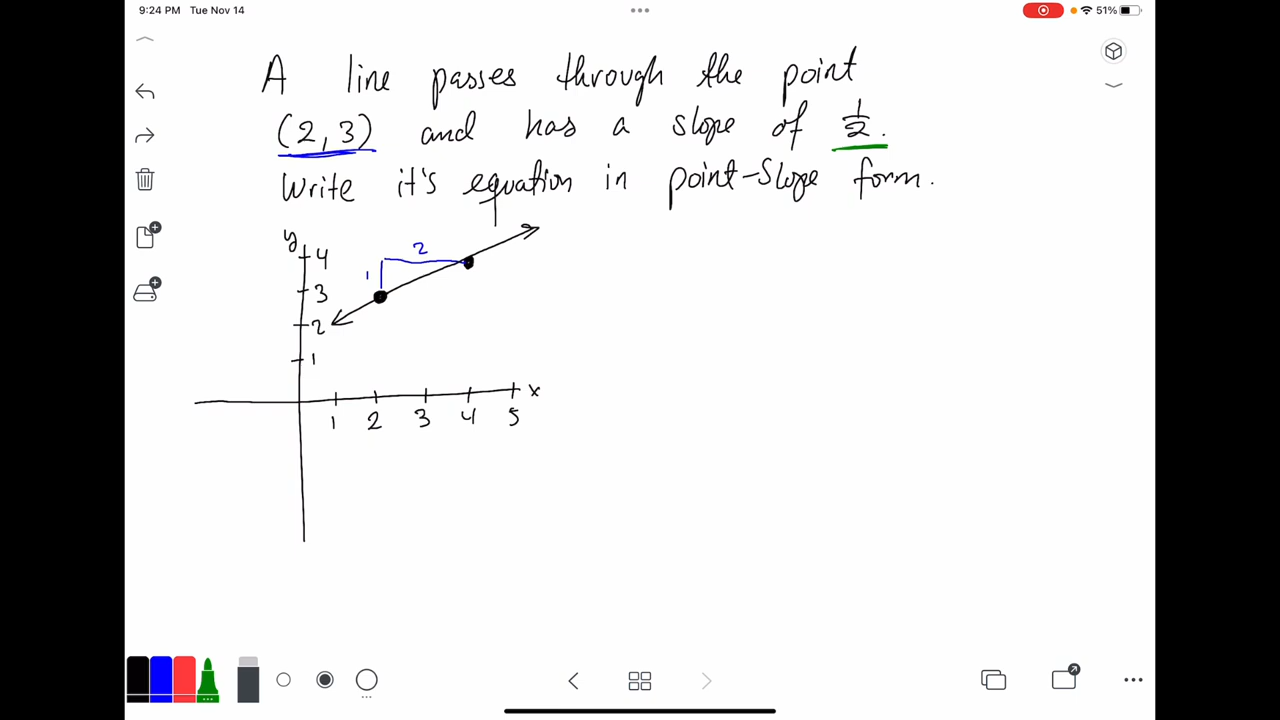 9:24 PM Tue Nov 14
51%
A line passes through the point
(2,3) and has a slope of 1/2.
Write it's equation in point-slope form.
y
4
2
1
3
2
1
x
1 2 3 4 5